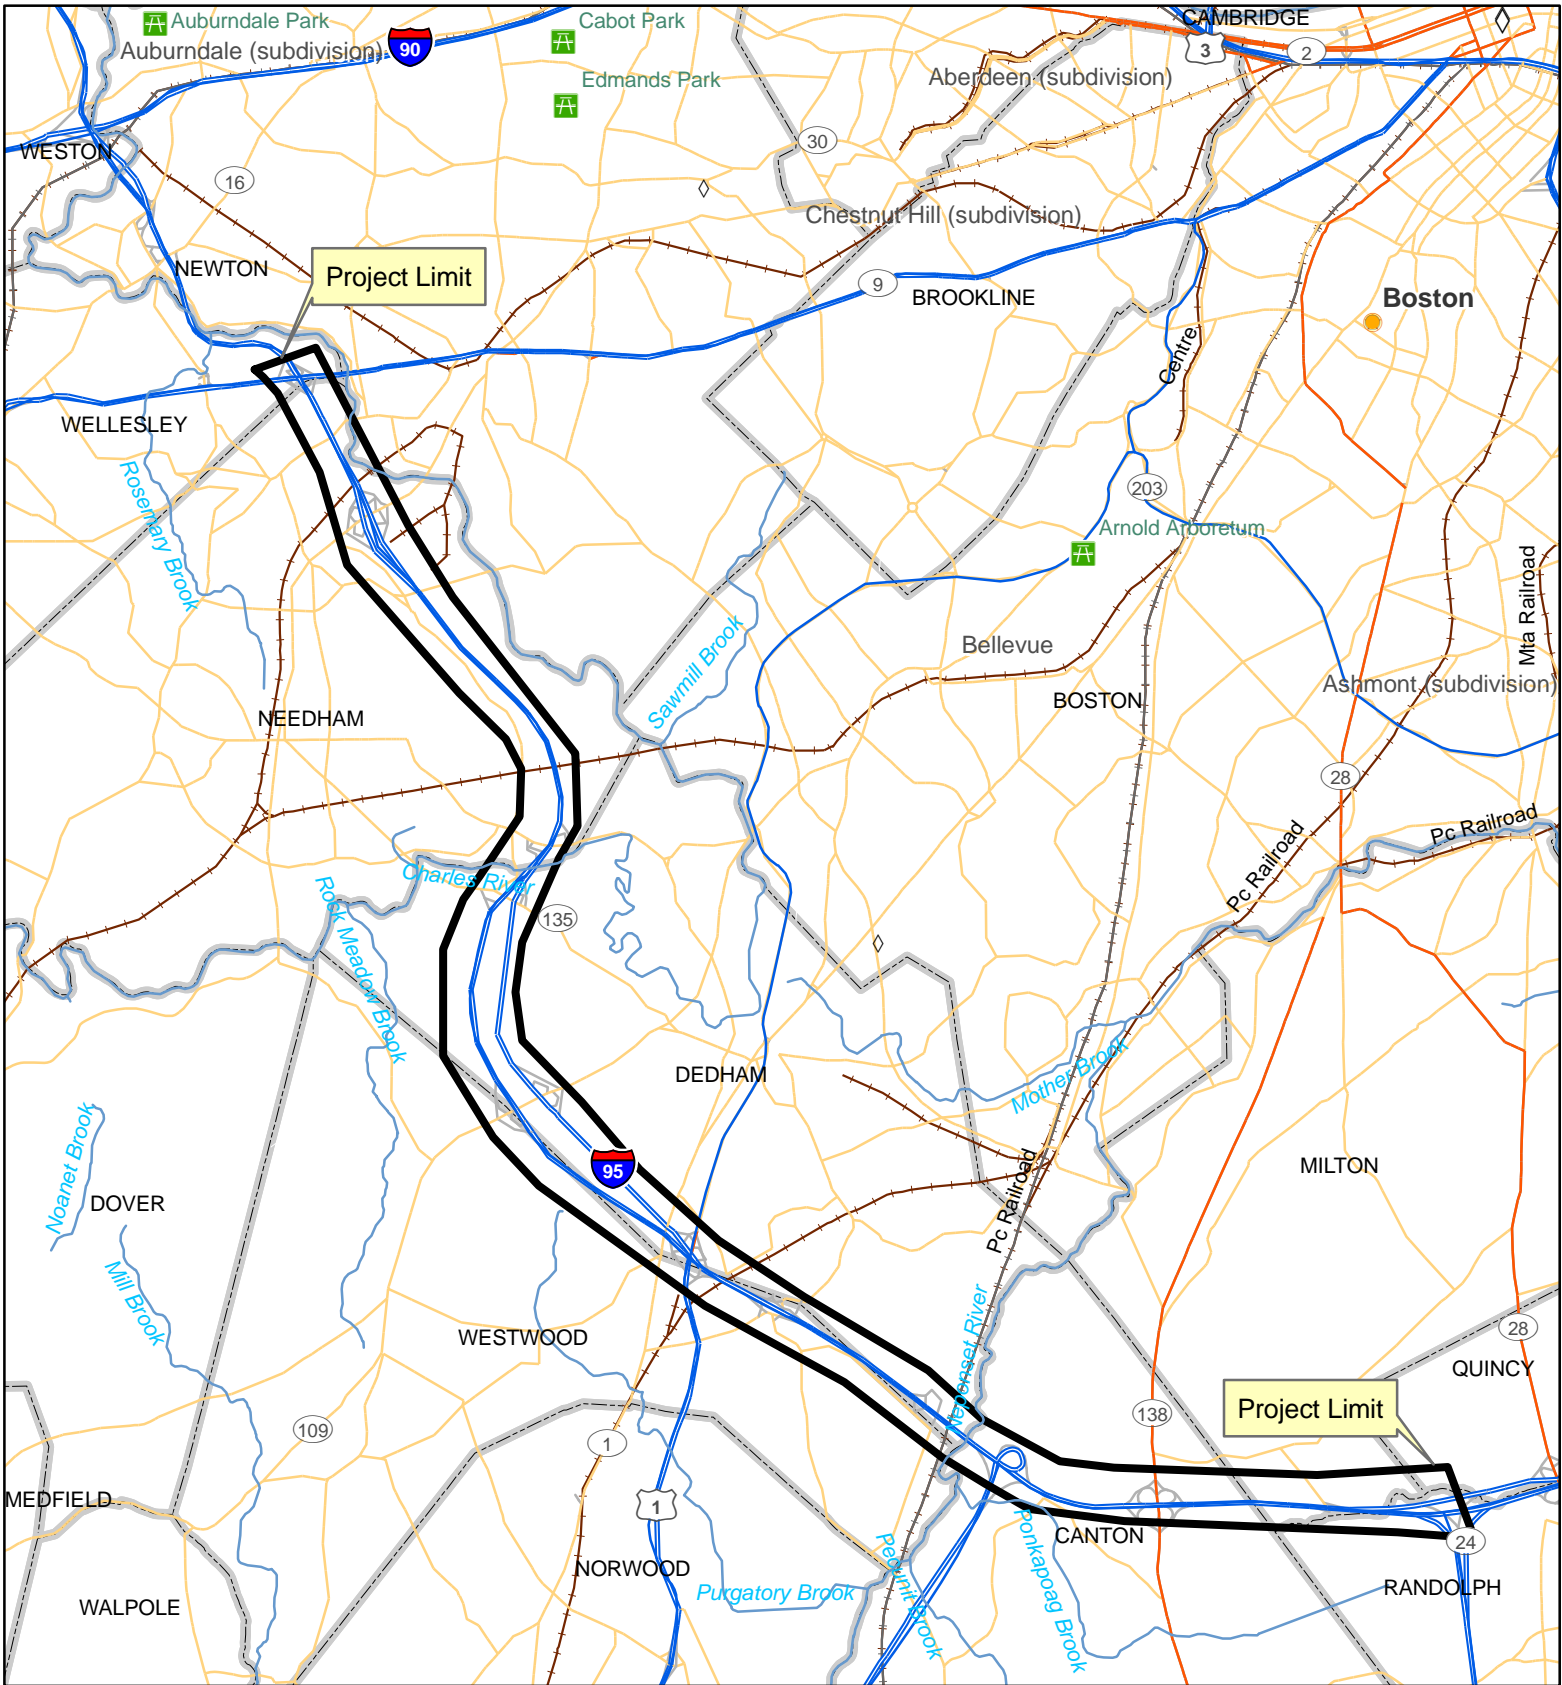 Auburndale Park
Cabot Park
CAMBRIDGE
Auburndale (subdivision)
90
3
2
Edmands Park
Aberdeen (subdivision)
30
WESTON
16
Chestnut Hill (subdivision)
NEWTON
Project Limit
9
BROOKLINE
Boston
Centre
WELLESLEY
Rosemary Brook
203
Arnold Arboretum
Mta Railroad
Sawmill Brook
Bellevue
Ashmont (subdivision)
BOSTON
NEEDHAM
28
Pc Railroad
Pc Railroad
Charles River
Rock Meadow Brook
135
DEDHAM
Mother Brook
Noanet Brook
95
MILTON
DOVER
Pc Railroad
Mill Brook
Neponset River
WESTWOOD
28
QUINCY
Project Limit
138
109
1
MEDFIELD
1
CANTON
24
NORWOOD
Pequnit Brook
Ponkapoag Brook
RANDOLPH
Purgatory Brook
WALPOLE